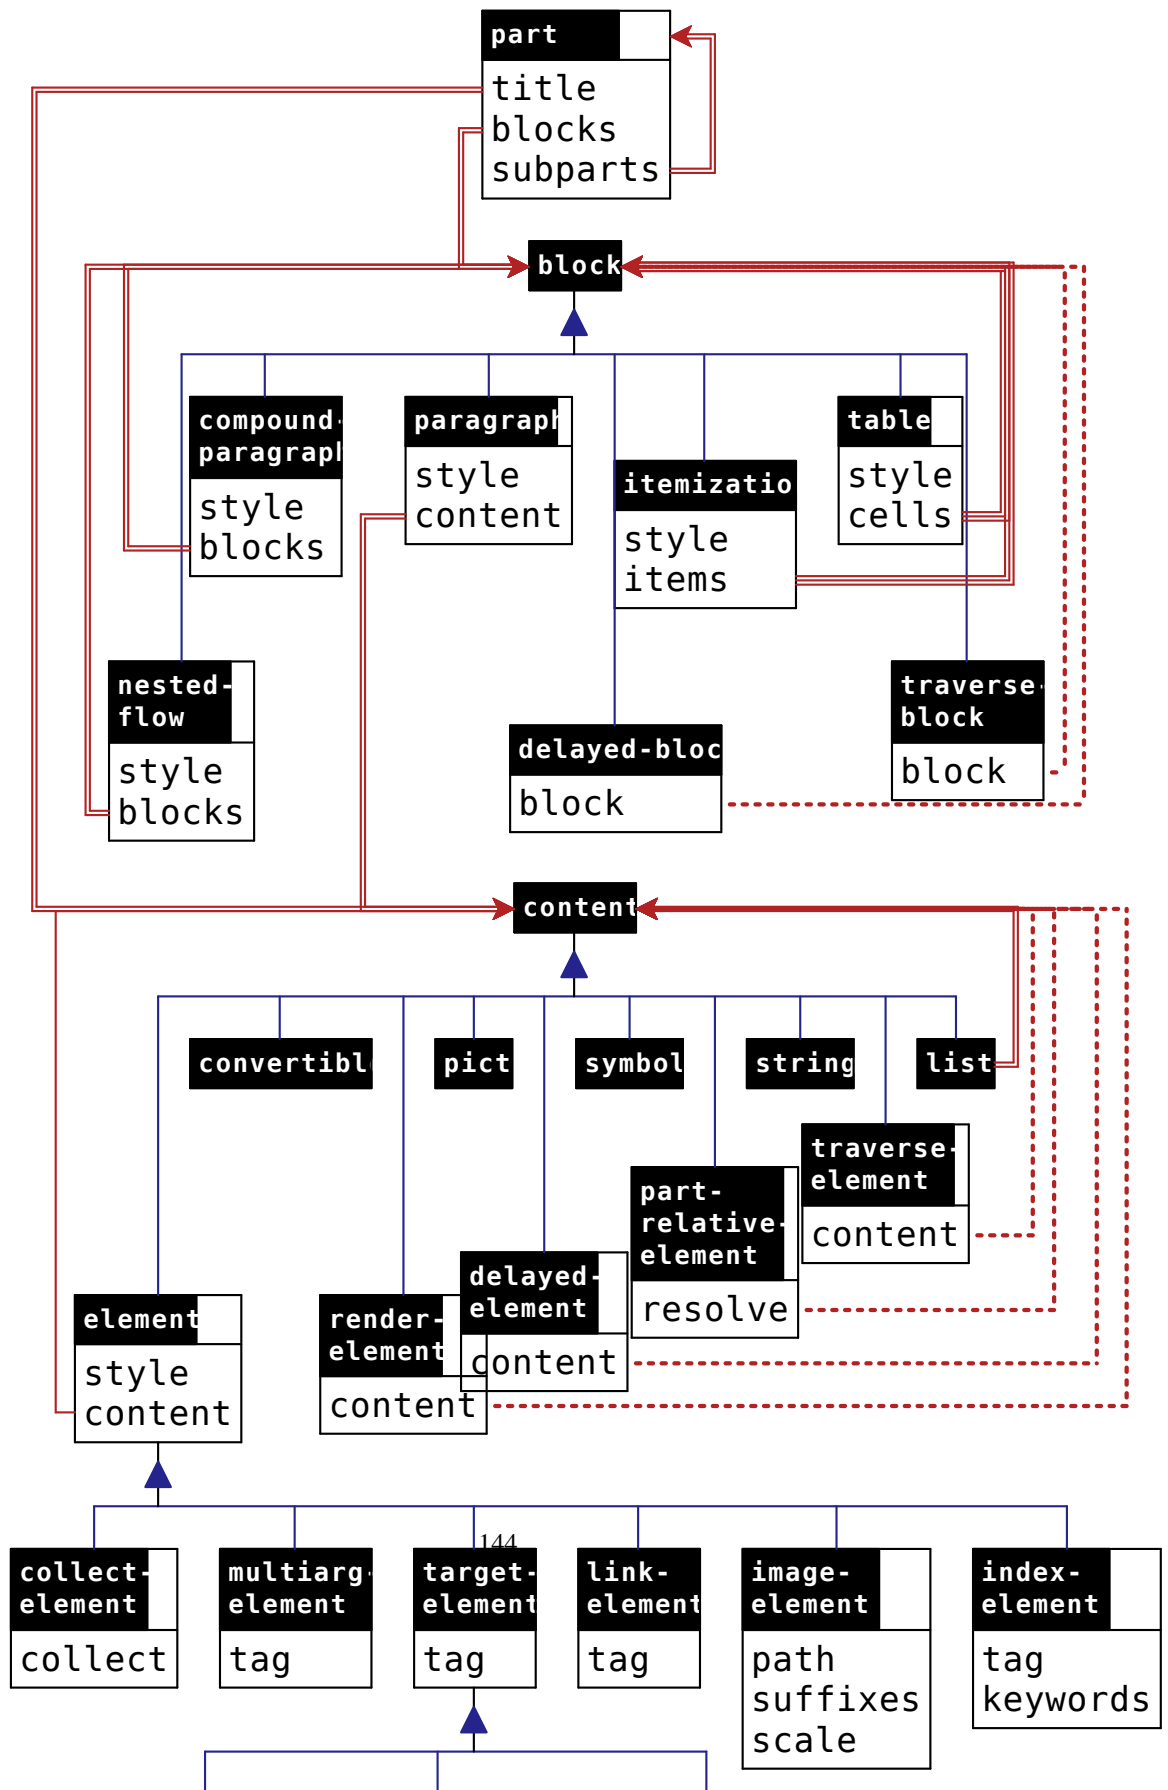 part
title
blocks
subparts
block
compound-
paragraph
style
blocks
paragraph
style
content
itemizatio
style
items
table
style
cells
nested-
flow
style
blocks
delayed-bloc
block
traverse-
block
block
content
convertible
pict
symbol
string
list
traverse-
element
content
part-
relative-
element
resolve
delayed-
element
content
render-
element
content
element
style
content
144
collect-
element
collect
multiarg-
element
tag
target-
element
tag
link-
element
tag
image-
element
path
suffixes
scale
index-
element
tag
keywords